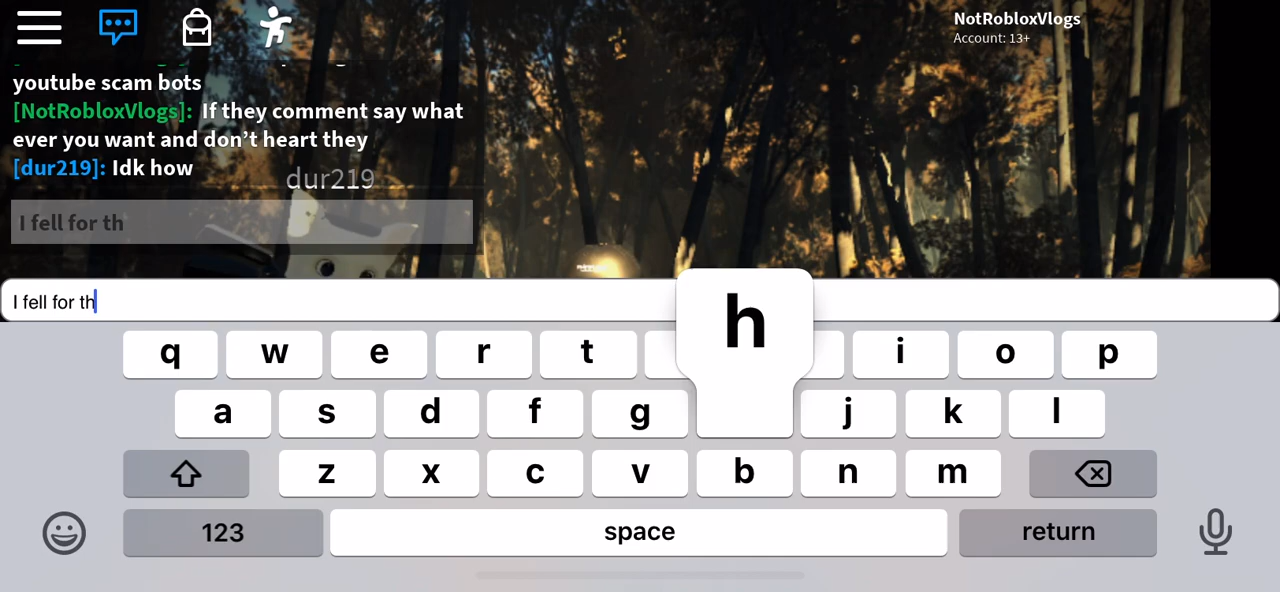 NotRobloxVlogs
Account: 13+
youtube scam bots
[NotRobloxVlogs]: If they comment say what
ever you want and don’t heart they
[dur219]: Idk how
dur219
I fell for th
I fell for th
h
q w e r t i o p
a s d f g j k l
z x c v b n m
123 space return